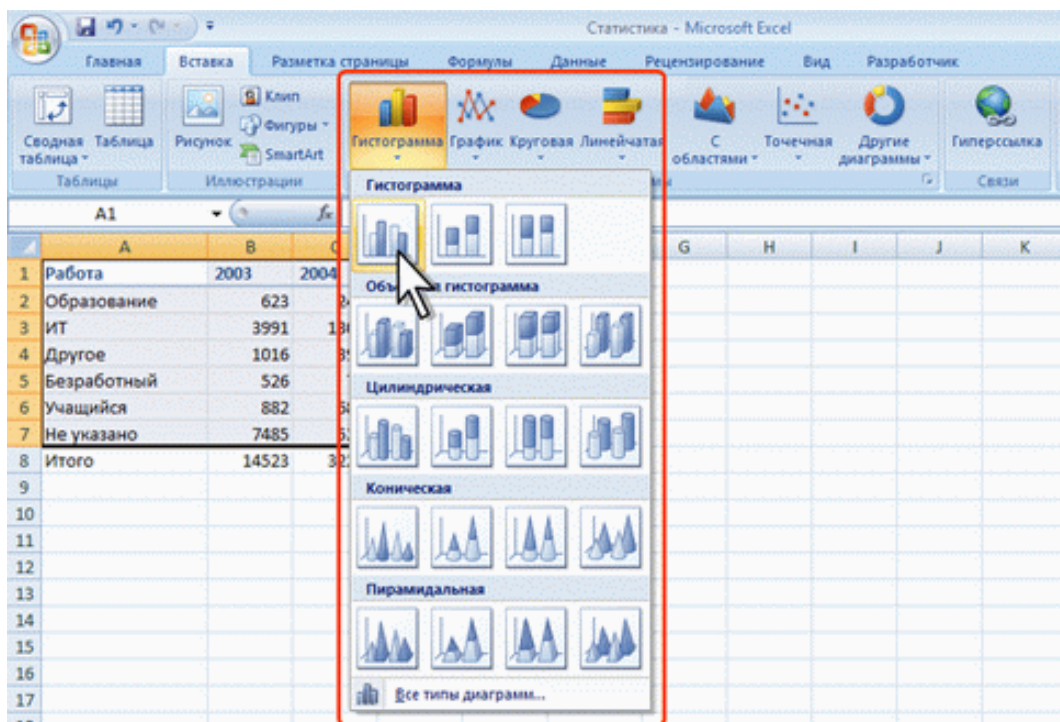 Статистика - Microsoft Excel
Главная Вставка Разметка страницы Формулы Данные Рецензирование Вид Разработчик
Сводная таблица Таблица Рисунок Клип Фигуры SmartArt Гистограмма График Круговая Линейчатая С областями Точечная Другие диаграммы Гиперссылка
Таблицы Иллюстрации Связи
A1 fx
Гистограмма
A B G H I J K
1 Работа 2003 2004
Объ гистограмма
2 Образование 623
3 ИТ 3991
4 Другое 1016
5 Безработный 526
Цилиндрическая
6 Учащийся 882
7 Не указано 7485
8 Итого 14523
Коническая
9
10
11
12
Пирамидальная
13
14
15
16
Все типы диаграмм...
17